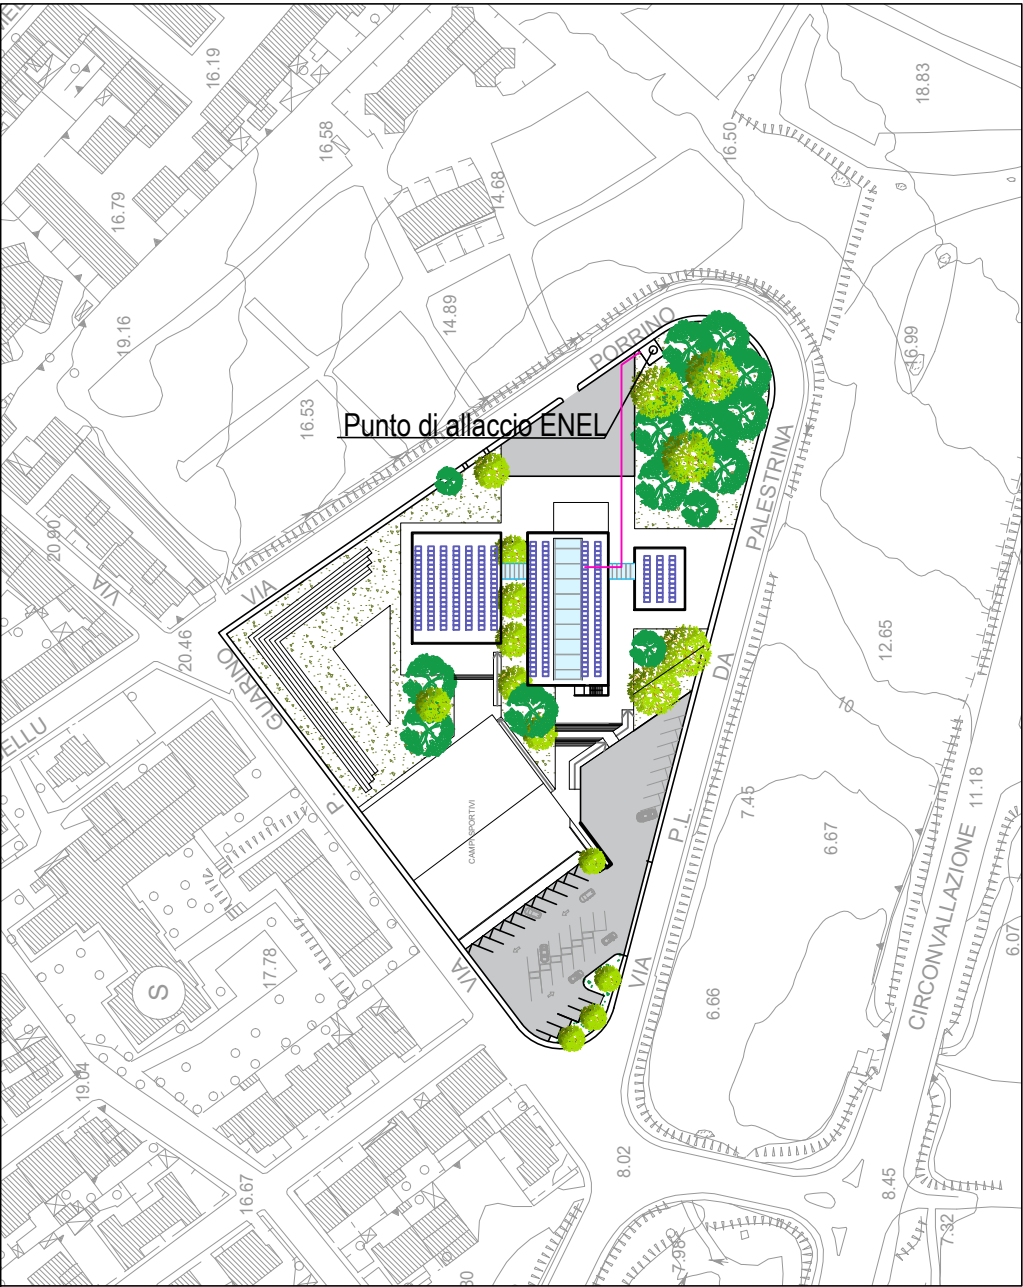 16.19
18.83
16.58
16.50
16.79
14.68
19.16
14.89
16.99
16.53
PORRINO
Punto di allaccio ENEL
PALESTRINA
20.90
VIA
VIA
20.46
GUARINO
12.65
DA
10
ELLU
P.
CAMPI SPORTIVI
7.45
P.L.
11.18
6.67
17.78
S
VIA
VIA
6.66
CIRCONVALLAZIONE
6.07
19.04
8.02
16.67
8.45
7.32
7.98